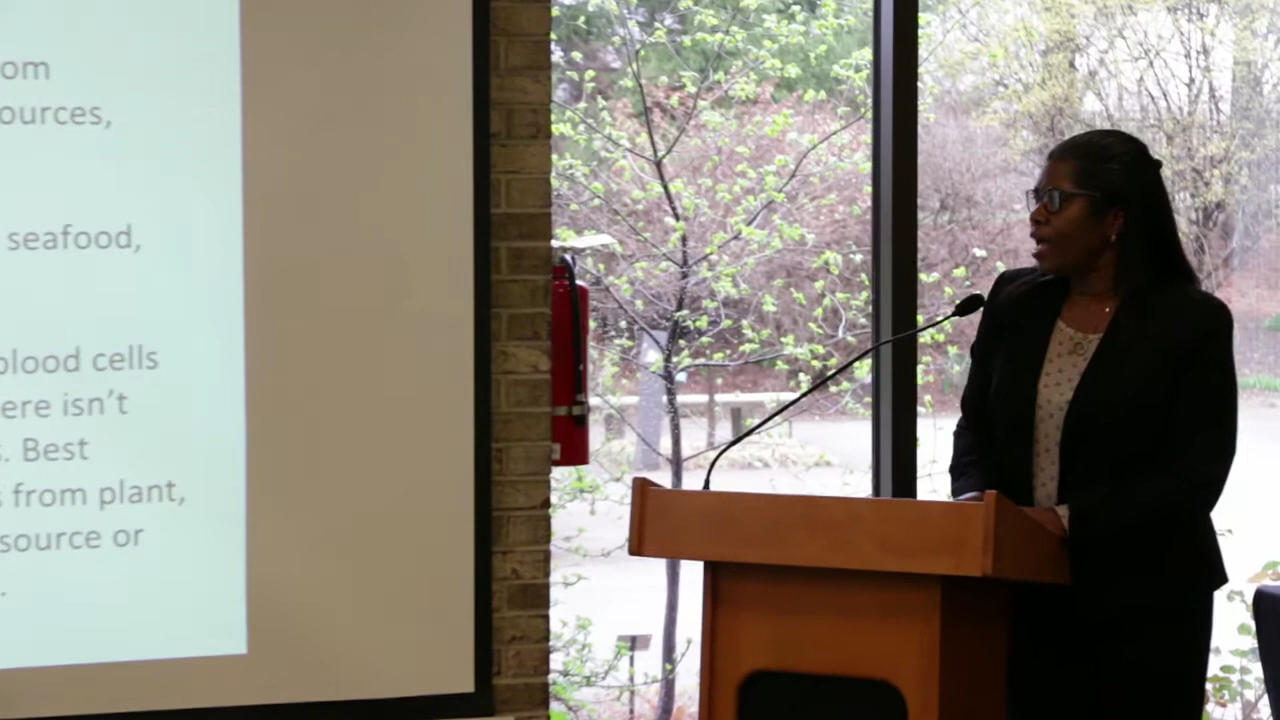 om
ources,
seafood,
blood cells
ere isn't
. Best
from plant,
source or
.